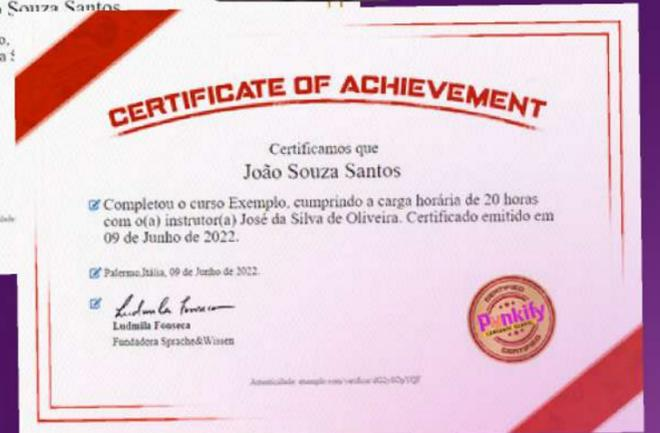 Souza Santos
CERTIFICATE OF ACHIEVEMENT
Certificamos que
João Souza Santos
Completou o curso Exemplo, cumprindo a carga horária de 20 horas
com o(a) instrutor(a) José da Silva de Oliveira. Certificado emitido em
09 de Junho de 2022.
Palermo,Itália, 09 de Junho de 2022.
Ludmila Fonseca
Ludmila Fonseca
Fundadora Sprache&Wissen
CERTIFIED
Punkify
CERTIFIED